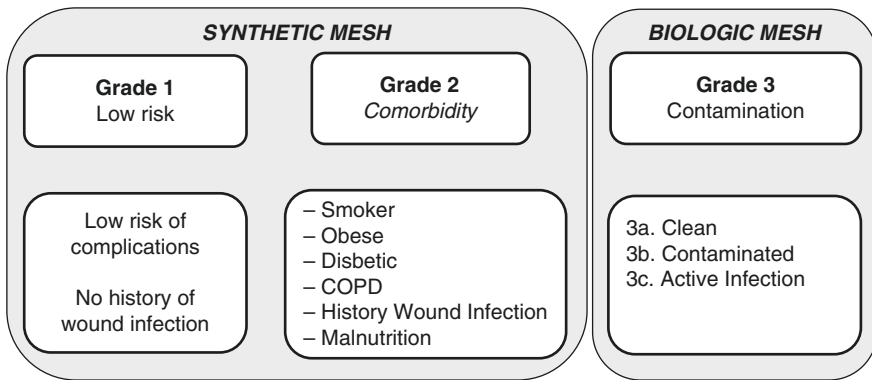 SYNTHETIC MESH
Grade 1
Low risk
Grade 2
Comorbidity
Low risk of
complications
No history of
wound infection
– Smoker
– Obese
– Disbetic
– COPD
– History Wound Infection
– Malnutrition
BIOLOGIC MESH
Grade 3
Contamination
3a. Clean
3b. Contaminated
3c. Active Infection